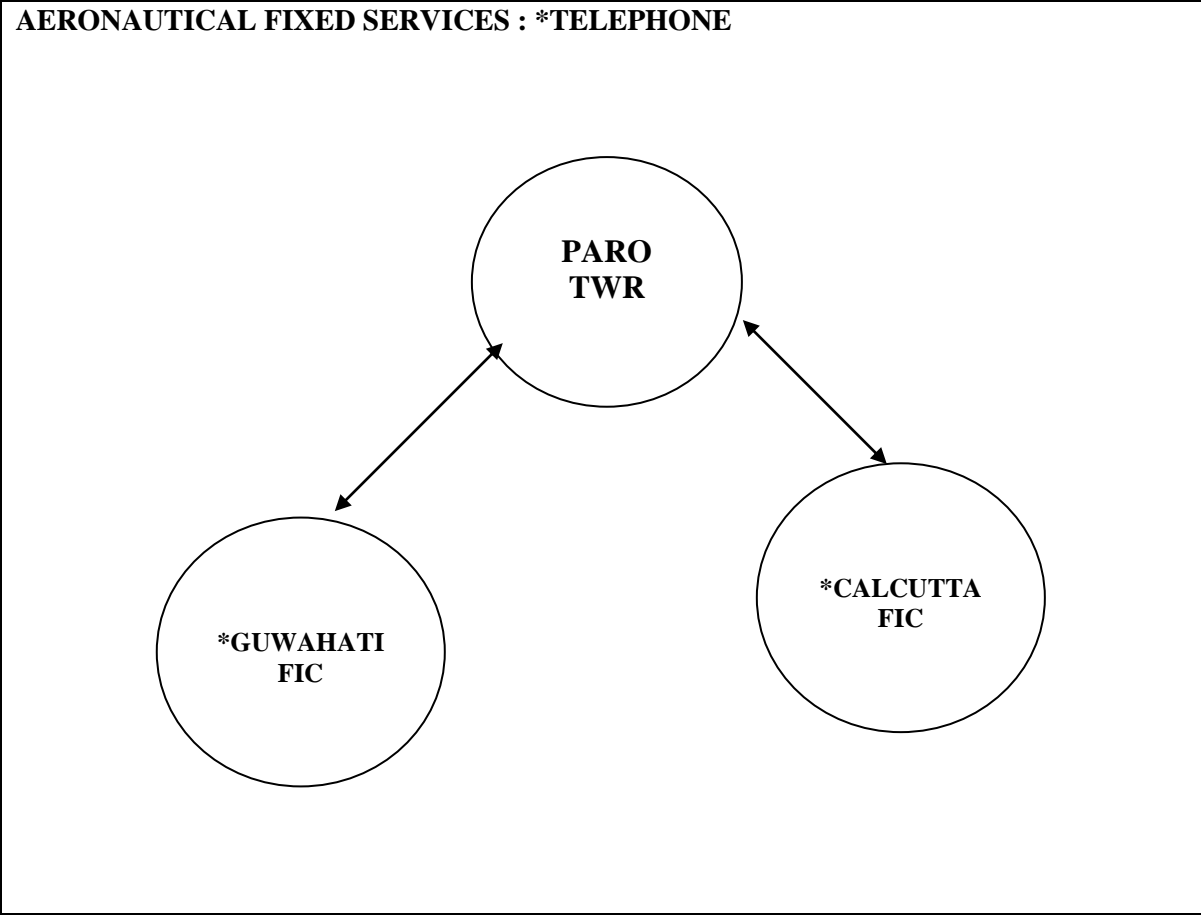 AERONAUTICAL FIXED SERVICES : *TELEPHONE
PARO
TWR
*CALCUTTA
FIC
*GUWAHATI
FIC